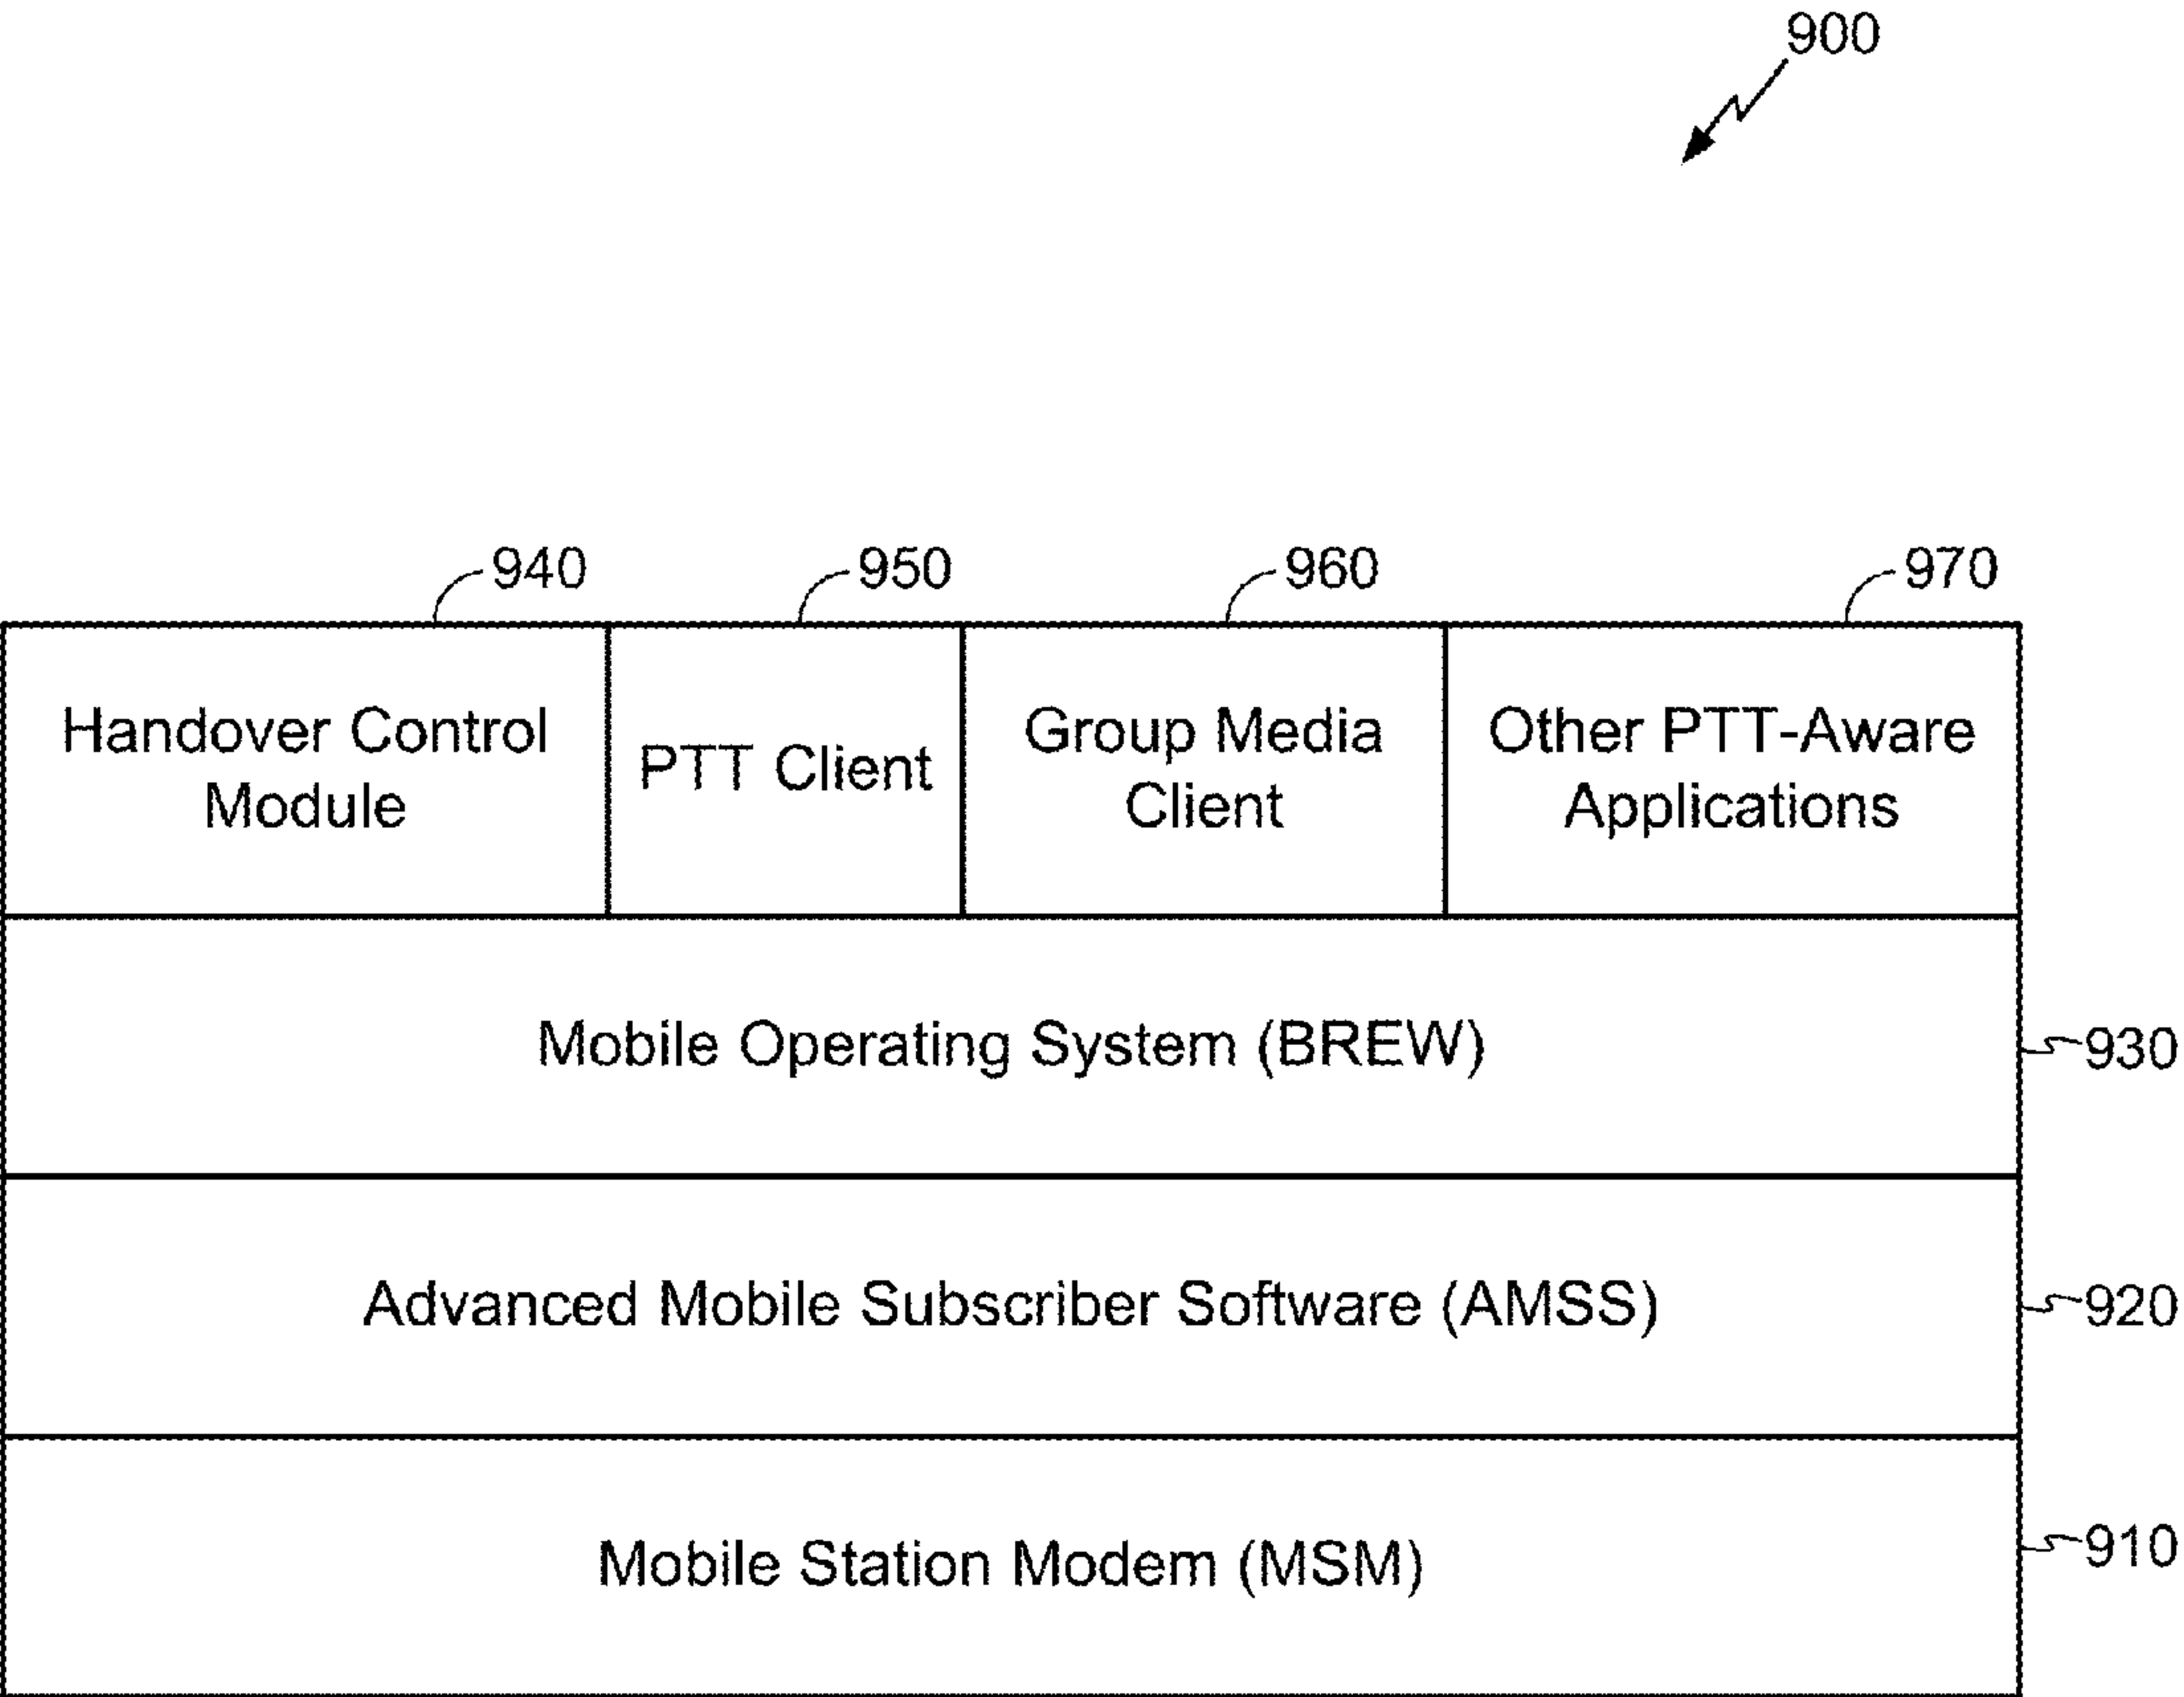 900
940
950
960
970
Handover Control
Module
PTT Client
Group Media
Client
Other PTT-Aware
Applications
Mobile Operating System (BREW)
930
Advanced Mobile Subscriber Software (AMSS)
920
Mobile Station Modem (MSM)
910